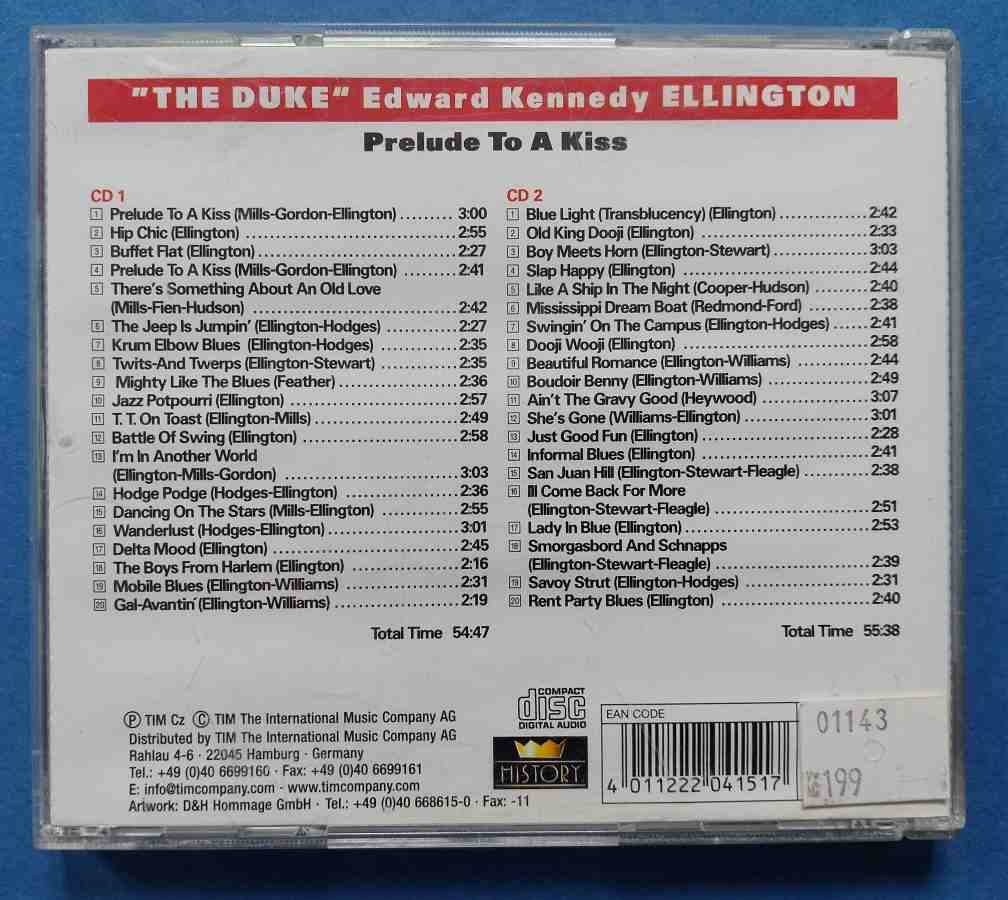 "THE DUKE" Edward Kennedy ELLINGTON
Prelude To A Kiss
CD 1
1 Prelude To A Kiss (Mills-Gordon-Ellington) ......... 3:00
2 Hip Chic (Ellington) ........................................ 2:55
3 Buffet Flat (Ellington) ..................................... 2:27
4 Prelude To A Kiss (Mills-Gordon-Ellington) ........ 2:41
5 There's Something About An Old Love
(Mills-Fien-Hudson) ........................................ 2:42
6 The Jeep Is Jumpin' (Ellington-Hodges) ............ 2:27
7 Krum Elbow Blues (Ellington-Hodges) ............. 2:35
8 Twits-And Twerps (Ellington-Stewart) ............. 2:35
9 Mighty Like The Blues (Feather) ................... 2:36
10 Jazz Potpourri (Ellington) ........................... 2:57
11 T. T. On Toast (Ellington-Mills) ...................... 2:49
12 Battle Of Swing (Ellington) .......................... 2:58
13 I'm In Another World
(Ellington-Mills-Gordon) ............................ 3:03
14 Hodge Podge (Hodges-Ellington) ................... 2:36
15 Dancing On The Stars (Mills-Ellington) ............ 2:55
16 Wanderlust (Hodges-Ellington) ..................... 3:01
17 Delta Mood (Ellington) .............................. 2:45
18 The Boys From Harlem (Ellington) ................. 2:16
19 Mobile Blues (Ellington-Williams) ................... 2:31
20 Gal-Avantin' (Ellington-Williams) ................... 2:19
Total Time 54:47
CD 2
1 Blue Light (Transblucency) (Ellington) .............. 2:42
2 Old King Dooji (Ellington) .......................... 2:33
3 Boy Meets Horn (Ellington-Stewart) ............... 3:03
4 Slap Happy (Ellington) .............................. 2:44
5 Like A Ship In The Night (Cooper-Hudson) ......... 2:40
6 Mississippi Dream Boat (Redmond-Ford) .......... 2:38
7 Swingin' On The Campus (Ellington-Hodges) ...... 2:41
8 Dooji Wooji (Ellington) .............................. 2:58
9 Beautiful Romance (Ellington-Williams) ............ 2:44
10 Boudoir Benny (Ellington-Williams) ................ 2:49
11 Ain't The Gravy Good (Heywood) ................. 3:07
12 She's Gone (Williams-Ellington) ................... 3:01
13 Just Good Fun (Ellington) .......................... 2:28
14 Informal Blues (Ellington) .......................... 2:41
15 San Juan Hill (Ellington-Stewart-Fleagle) ......... 2:38
16 Ill Come Back For More
(Ellington-Stewart-Fleagle) ........................ 2:51
17 Lady In Blue (Ellington) ............................ 2:53
18 Smorgasbord And Schnapps
(Ellington-Stewart-Fleagle) ........................ 2:39
19 Savoy Strut (Ellington-Hodges) ................... 2:31
20 Rent Party Blues (Ellington) ....................... 2:40
Total Time 55:38
Ⓟ TIM Cz Ⓒ TIM The International Music Company AG
Distributed by TIM The International Music Company AG
Rahlau 4-6 · 22045 Hamburg · Germany
Tel.: +49 (0)40 6699160 · Fax: +49 (0)40 6699161
E: info@timcompany.com · www.timcompany.com
Artwork: D&H Hommage GmbH · Tel.: +49 (0)40 668615-0 · Fax: -11
COMPACT
disc
DIGITAL AUDIO
HISTORY
EAN CODE
4 011222 041517
01143
199